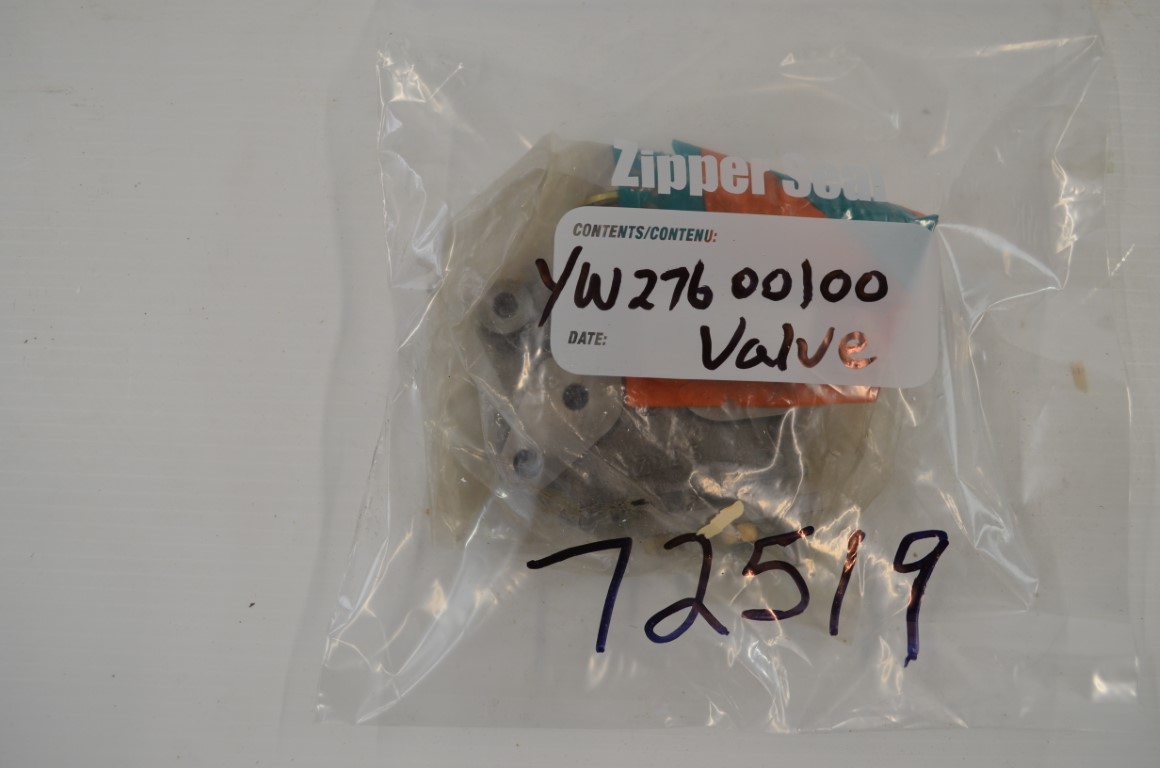 Zipper Seal
CONTENTS/CONTENU:
YW27600100
DATE: Valve
72519